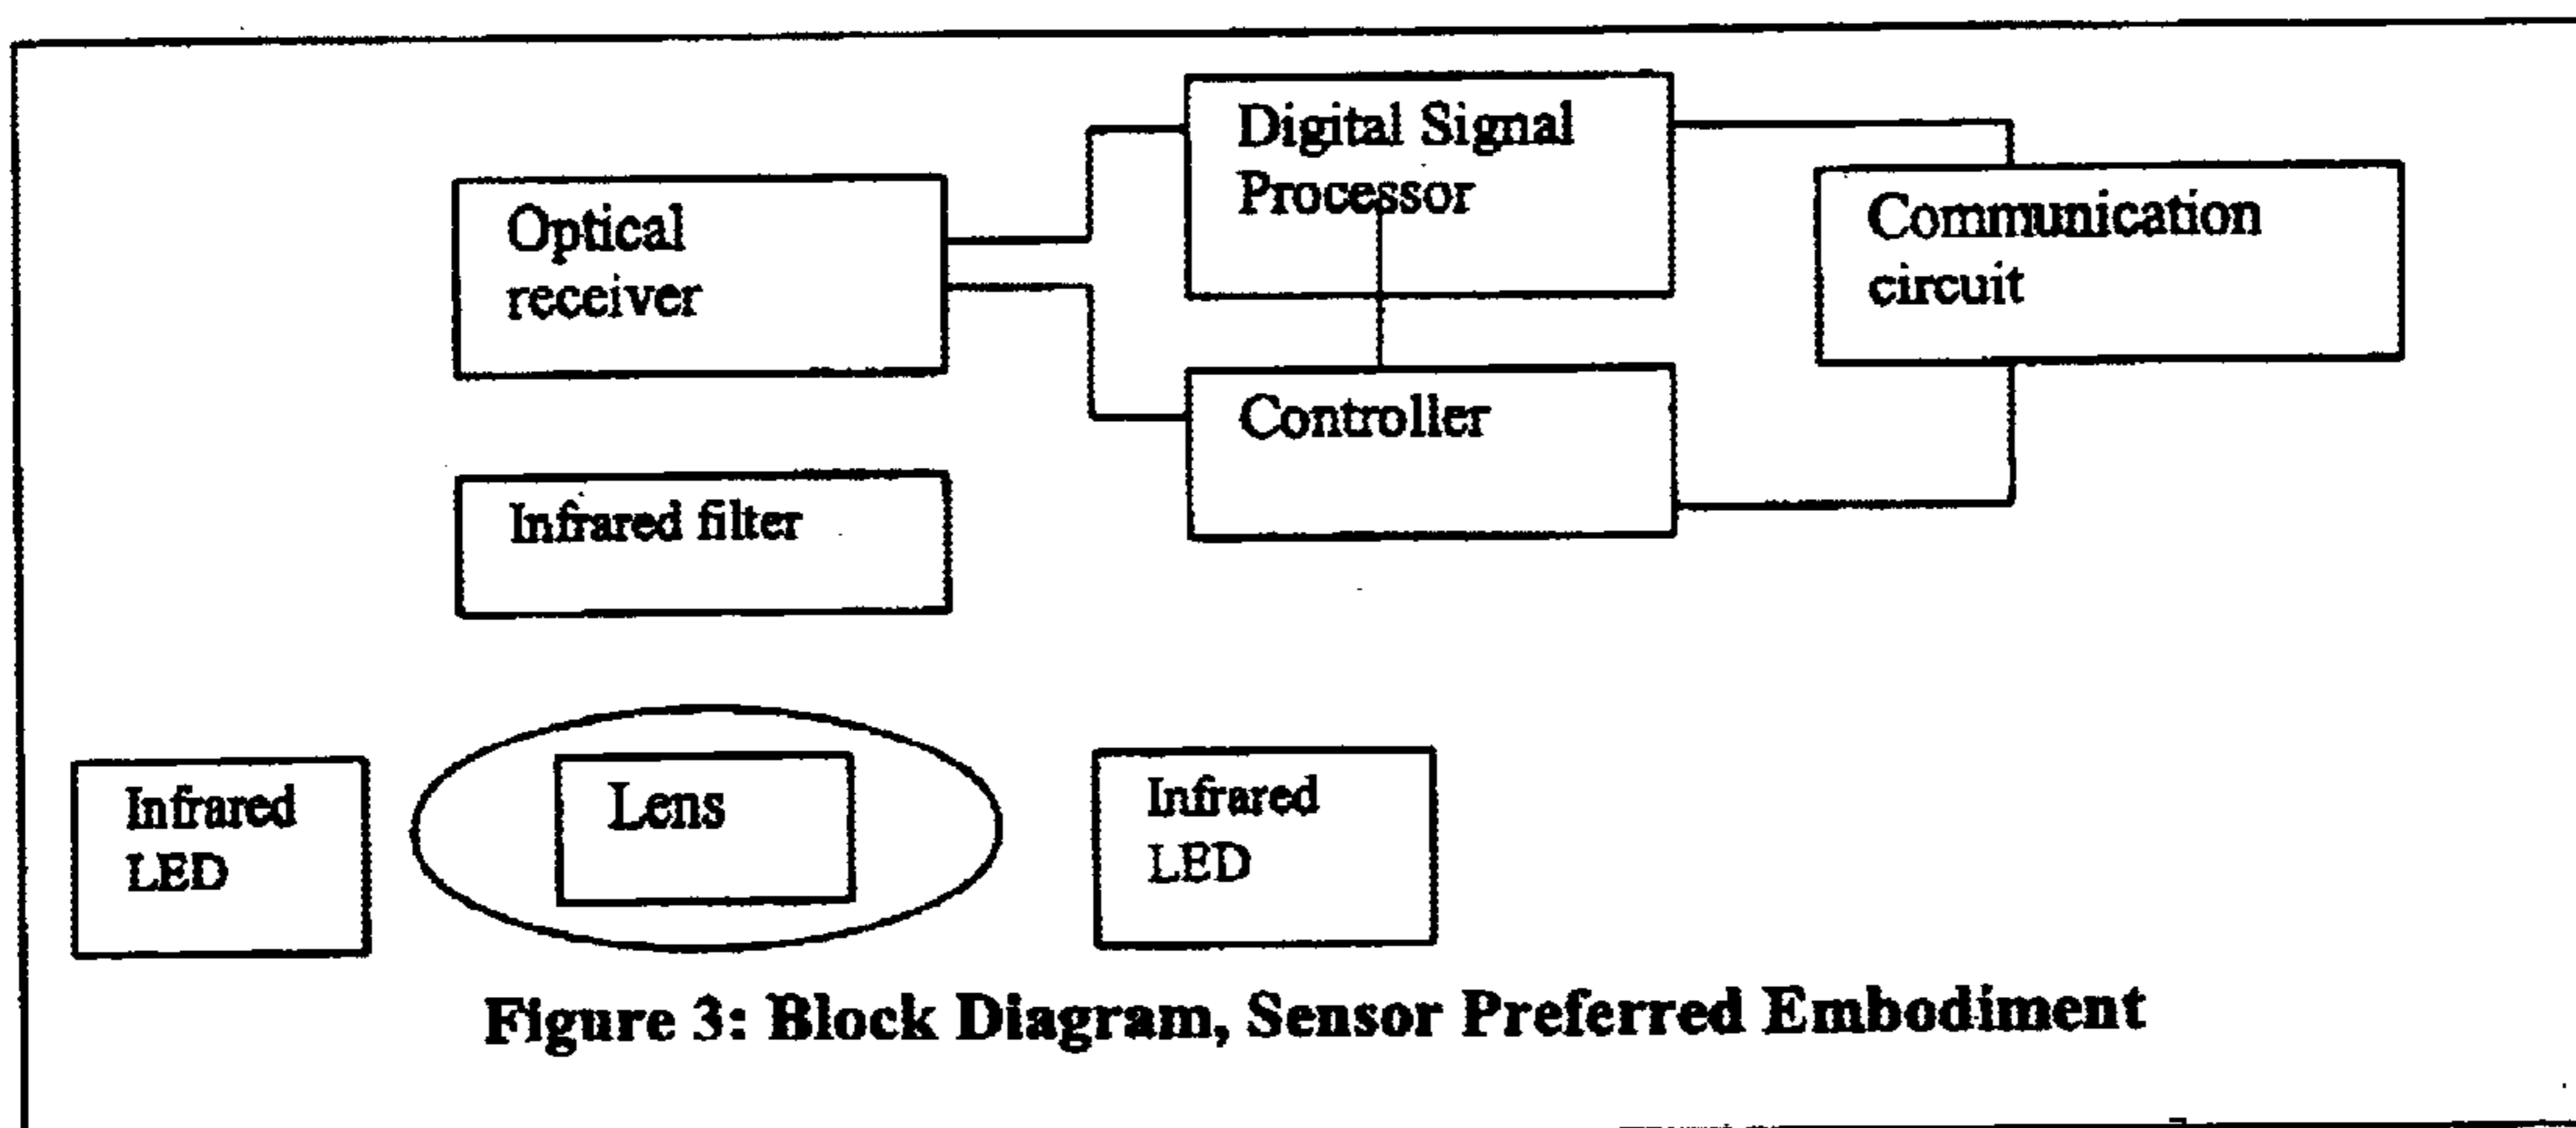 Digital Signal
Processor
Optical
receiver
Communication
circuit
Controller
Infrared filter
Infrared
LED
Lens
Infrared
LED
Figure 3: Block Diagram, Sensor Preferred Embodiment